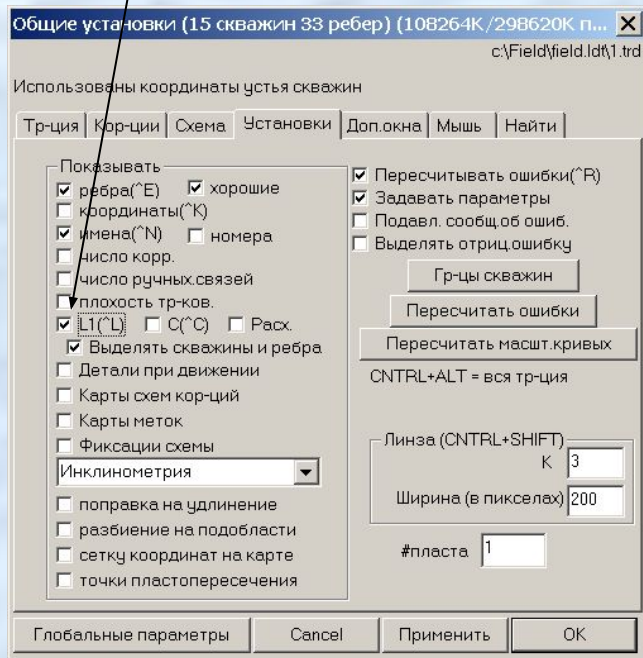 Общие установки (15 скважин 33 ребер) (108264K/298620K п...
c:\Field\field.ldt\1.trd
Использованы координаты устья скважин
Тр-ция Кор-ции Схема Установки Доп.окна Мышь Найти
Показывать
ребра(^E) хорошие
координаты(^K)
имена(^N) номера
число корр.
число ручных.связей
плохость тр-ков.
L1(^L) C(^C) Расх.
Выделять скважины и ребра
Детали при движении
Карты схем кор-ций
Карты меток
Фиксации схемы
Инклинометрия
поправка на удлинение
разбиение на подобласти
сетку координат на карте
точки пластопересечения
Пересчитывать ошибки(^R)
Задавать параметры
Подавл. сообщ.об ошиб.
Выделять отриц.ошибку
Гр-цы скважин
Пересчитать ошибки
Пересчитать масшт.кривых
CNTRL+ALT = вся тр-ция
Линза (CNTRL+SHIFT)
K 3
Ширина (в пикселах) 200
#пласта 1
Глобальные параметры Cancel Применить OK